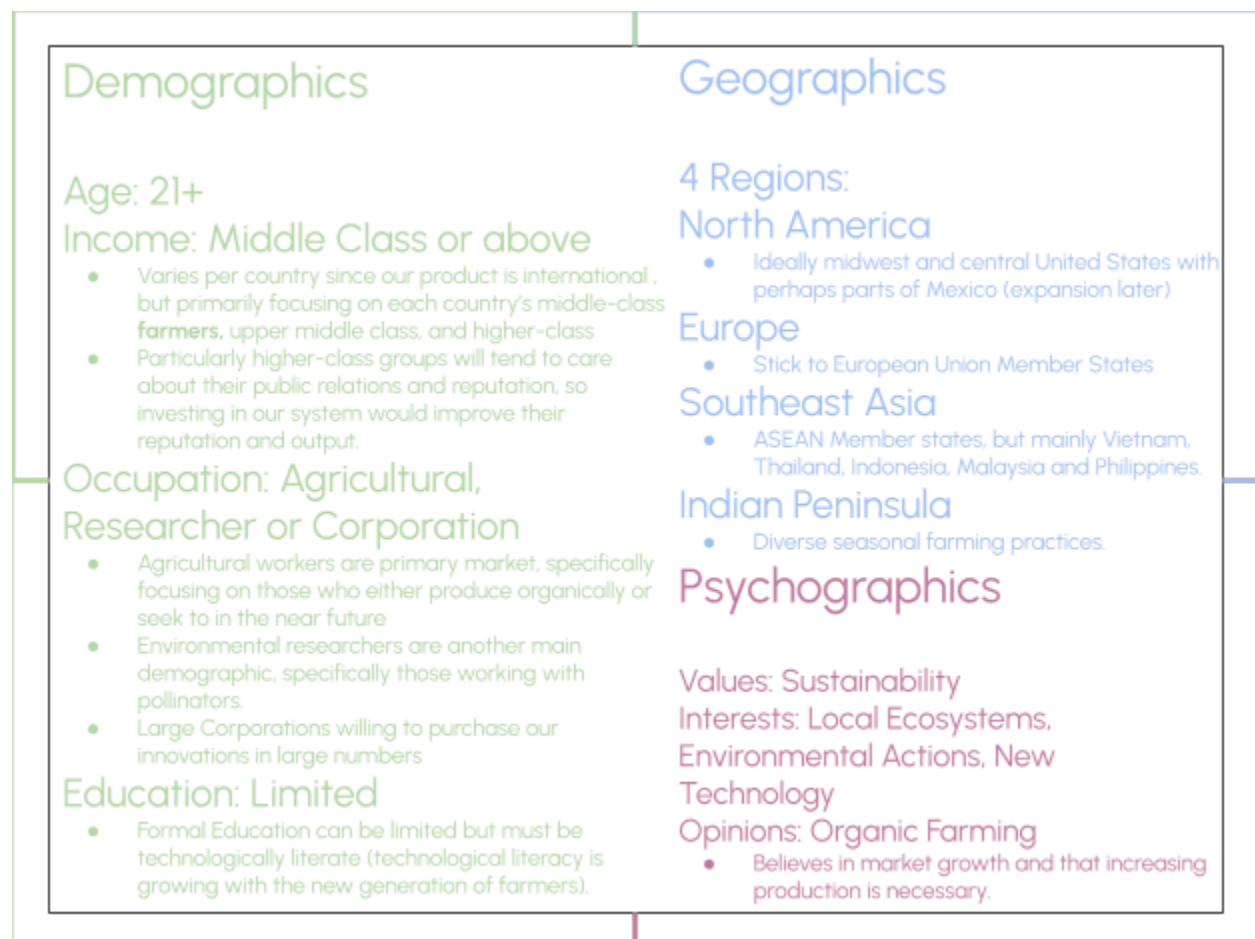 Demographics
Age: 21+
Income: Middle Class or above
● Varies per country since our product is international ,
but primarily focusing on each country's middle-class
farmers, upper middle class, and higher-class
● Particularly higher-class groups will tend to care
about their public relations and reputation, so
investing in our system would improve their
reputation and output.
Occupation: Agricultural,
Researcher or Corporation
● Agricultural workers are primary market, specifically
focusing on those who either produce organically or
seek to in the near future
● Environmental researchers are another main
demographic, specifically those working with
pollinators.
● Large Corporations willing to purchase our
innovations in large numbers
Education: Limited
● Formal Education can be limited but must be
technologically literate (technological literacy is
growing with the new generation of farmers).
Geographics
4 Regions:
North America
● Ideally midwest and central United States with
perhaps parts of Mexico (expansion later)
Europe
● Stick to European Union Member States
Southeast Asia
● ASEAN Member states, but mainly Vietnam,
Thailand, Indonesia, Malaysia and Philippines.
Indian Peninsula
● Diverse seasonal farming practices.
Psychographics
Values: Sustainability
Interests: Local Ecosystems,
Environmental Actions, New
Technology
Opinions: Organic Farming
● Believes in market growth and that increasing
production is necessary.